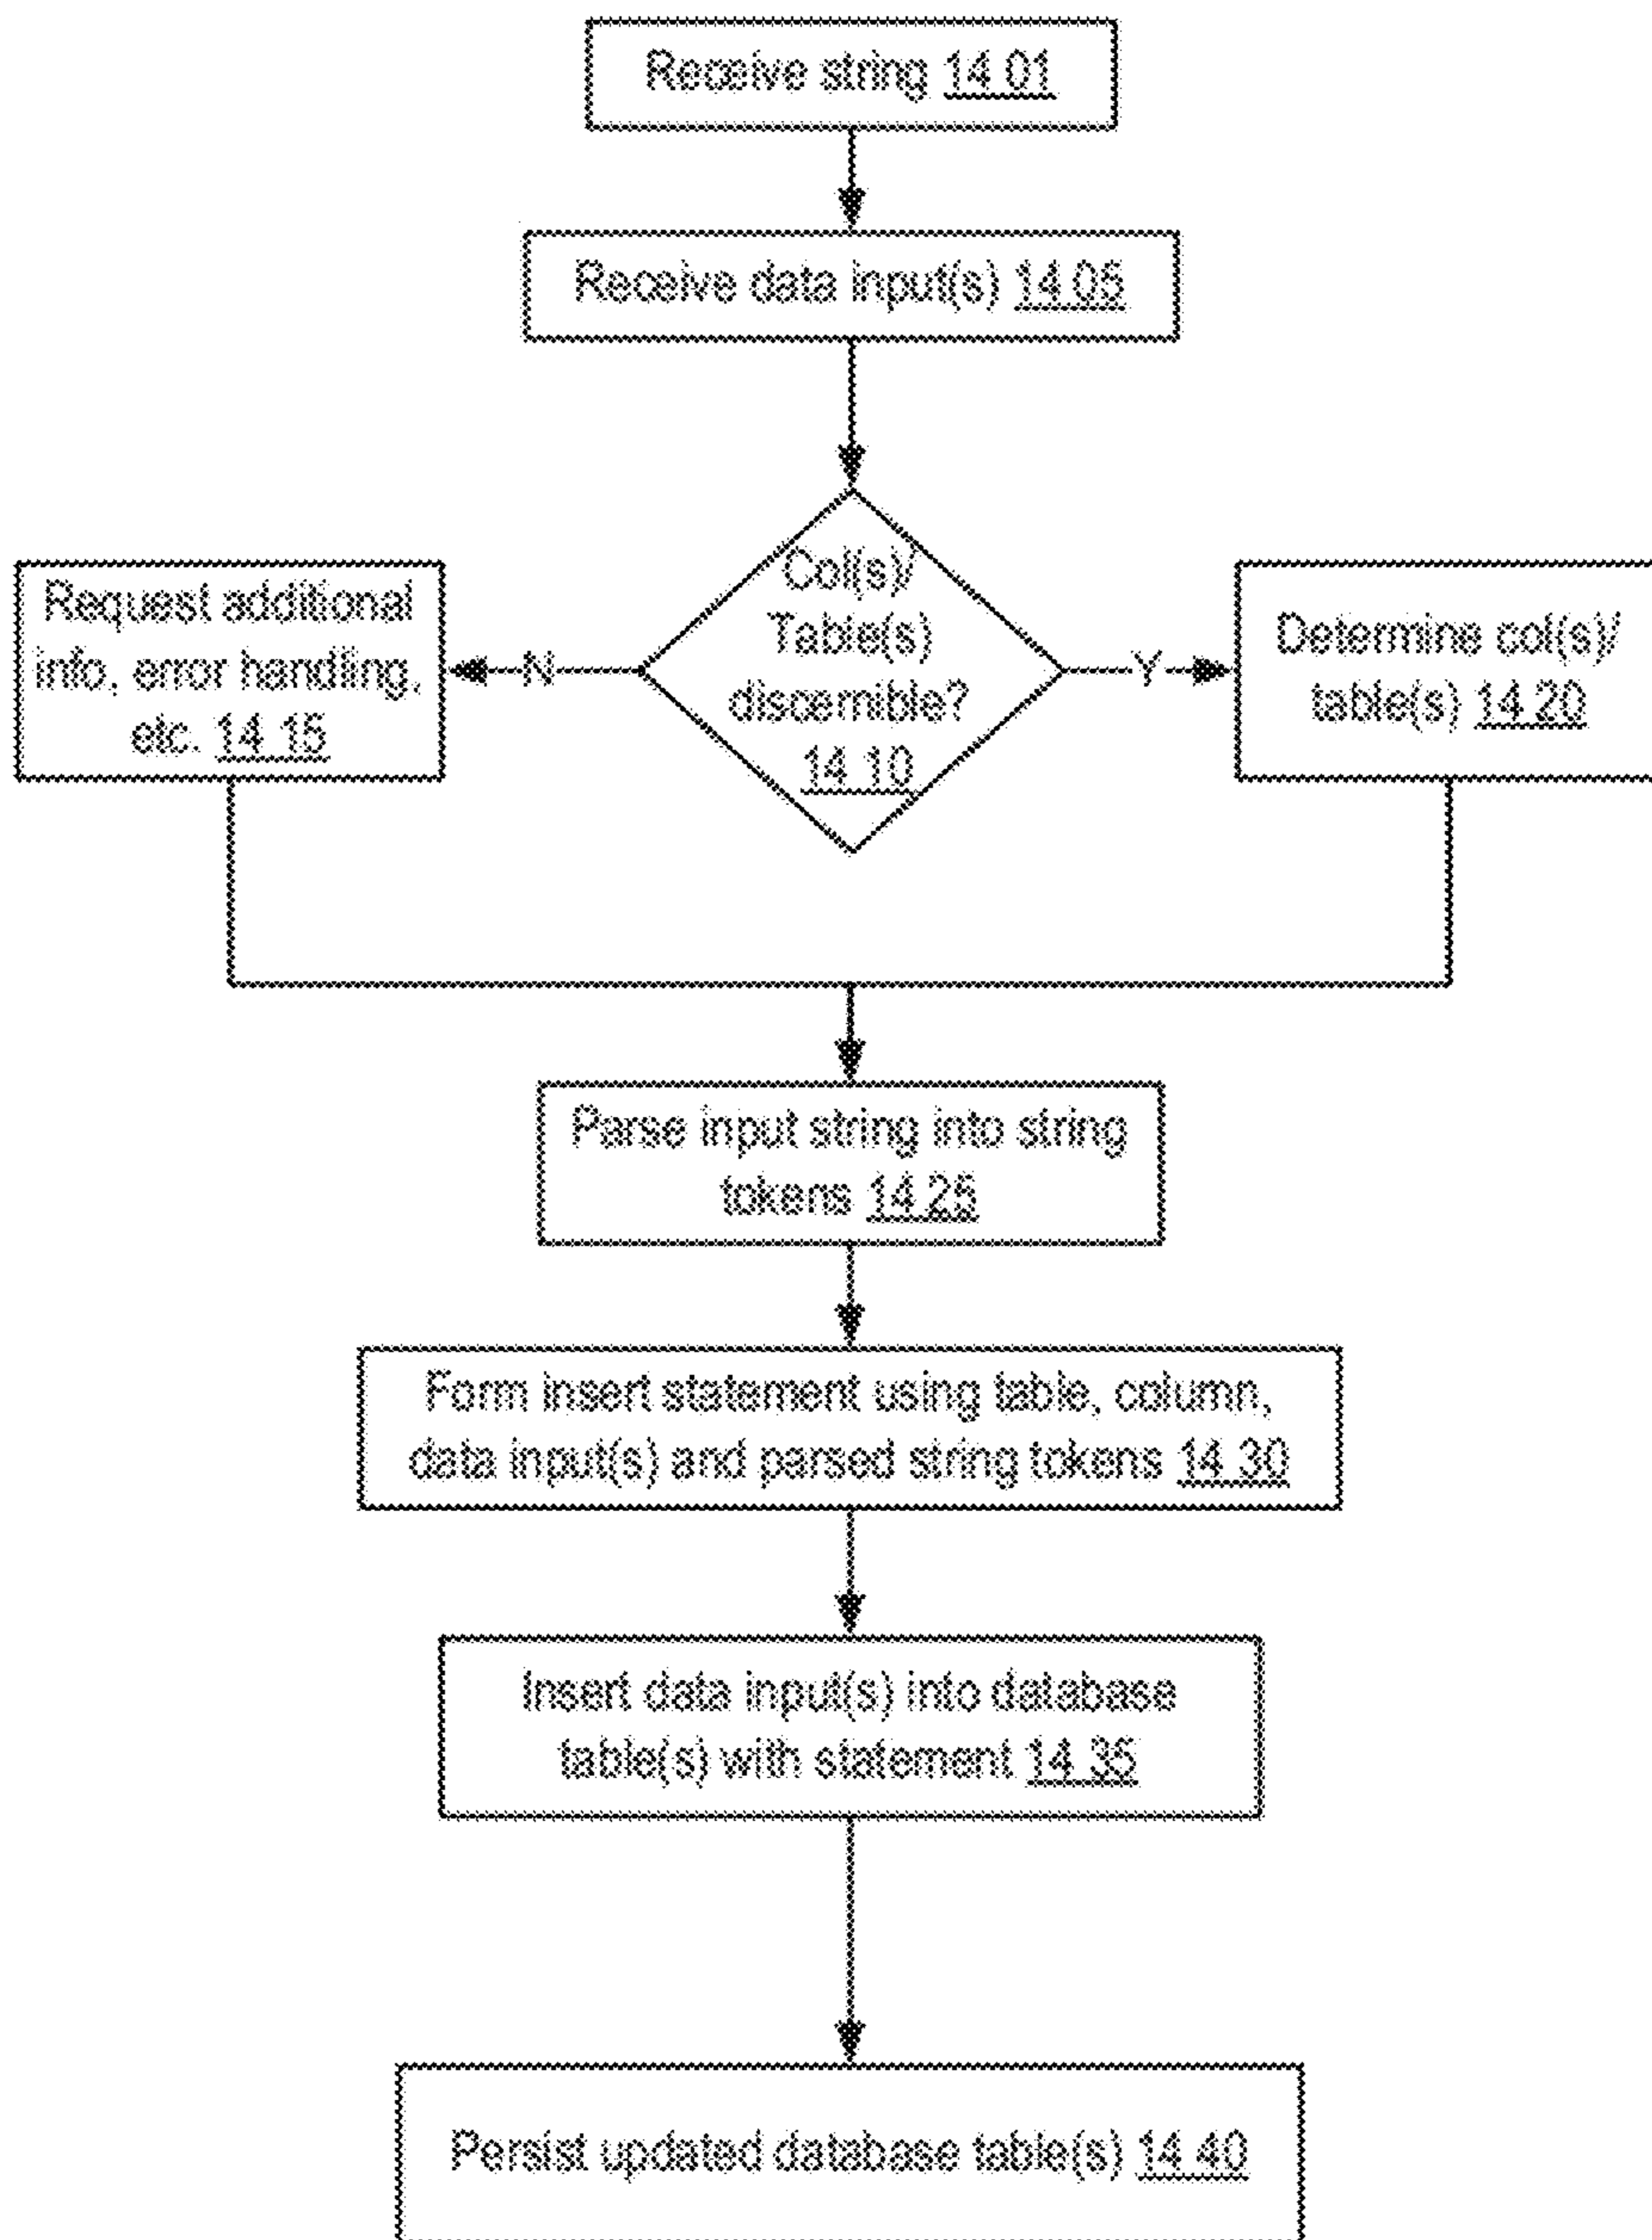 Receive string 14.01
Receive data input(s) 14.05
Col(s)/
Table(s)
discernible?
14.10
N
Request additional
info, error handling,
etc. 14.15
Y
Determine col(s)/
table(s) 14.20
Parse input string into string
tokens 14.25
Form insert statement using table, column,
data input(s) and parsed string tokens 14.30
Insert data input(s) into database
table(s) with statement 14.35
Persist updated database table(s) 14.40